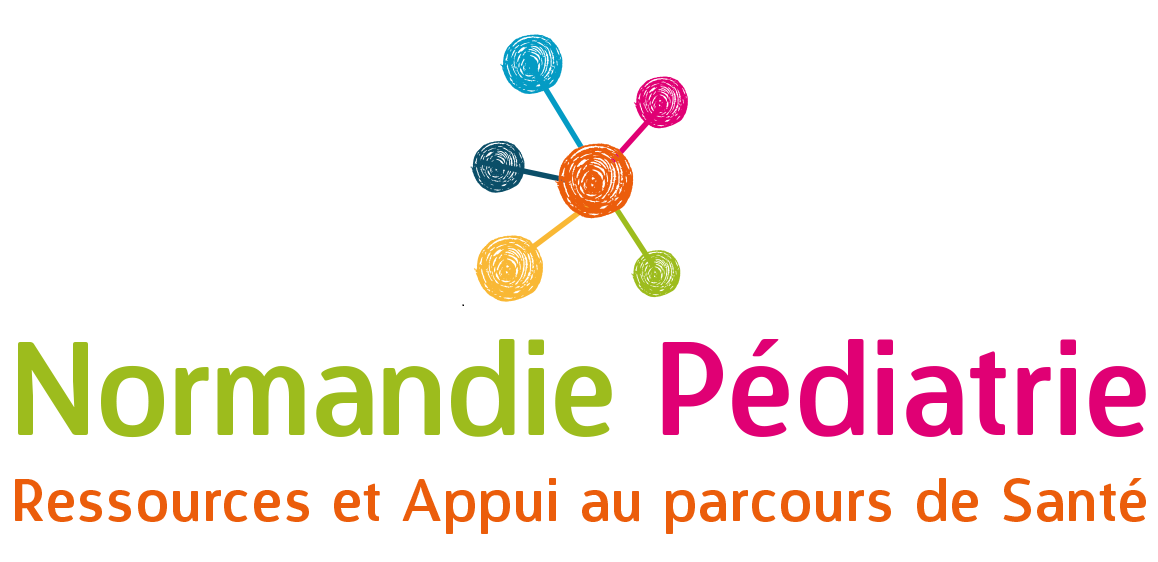 Normandie Pédiatrie
Ressources et Appui au parcours de Santé